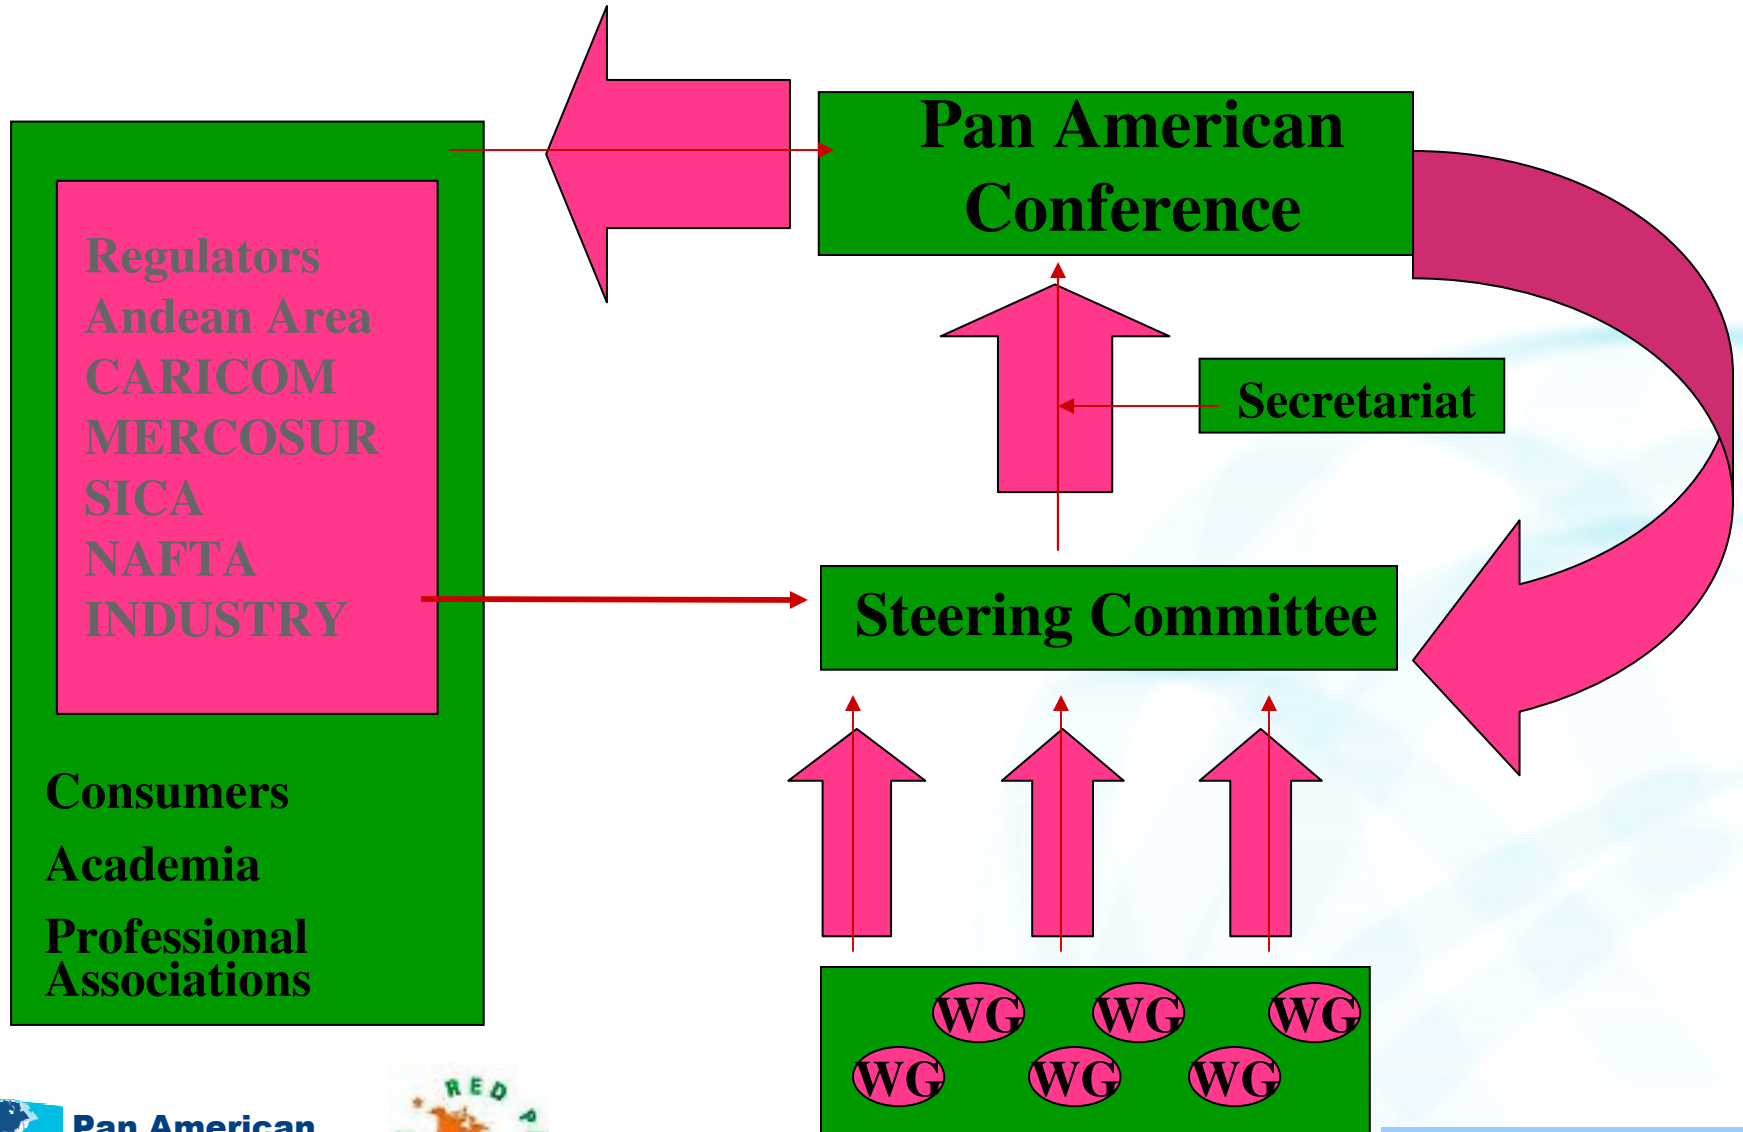 Pan American
Conference
Regulators
Andean Area
CARICOM
MERCOSUR
SICA
NAFTA
INDUSTRY
Consumers
Academia
Professional
Associations
Secretariat
Steering Committee
WG WG WG
WG WG WG
Pan American
RED P